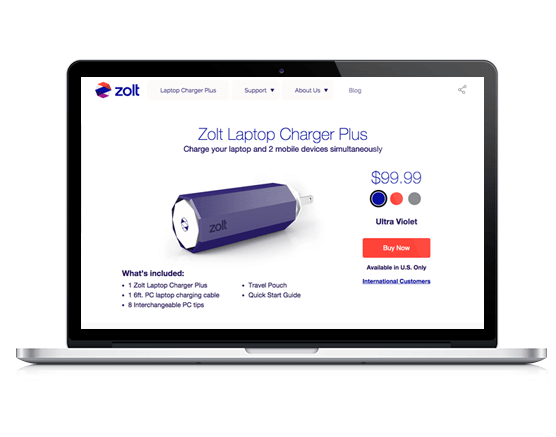 zolt
Laptop Charger Plus
Support
About Us
Blog
Zolt Laptop Charger Plus
Charge your laptop and 2 mobile devices simultaneously
$99.99
zolt
Ultra Violet
Buy Now
Available in U.S. Only
International Customers
What's included:
• 1 Zolt Laptop Charger Plus
• 1 6ft. PC laptop charging cable
• 8 Interchangeable PC tips
• Travel Pouch
• Quick Start Guide